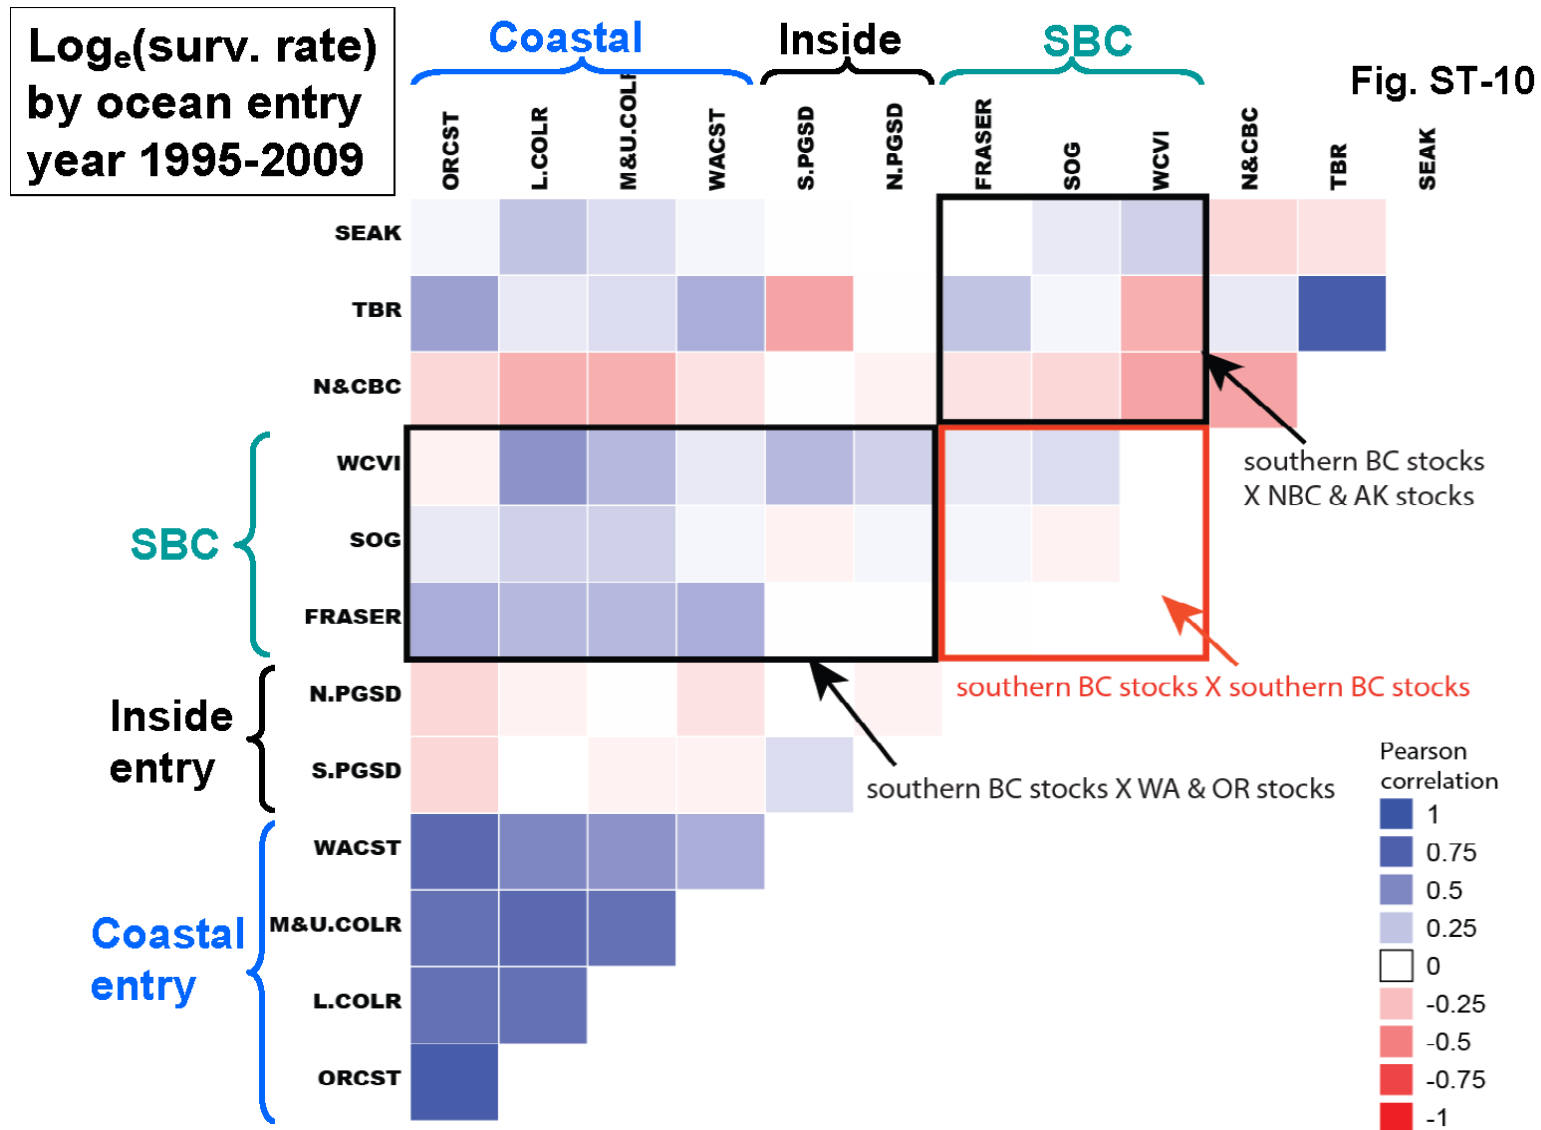 Logₑ(surv. rate)
by ocean entry
year 1995-2009
Coastal
Inside
SBC
Fig. ST-10
ORCST
L.COLR
M&U.COLR
WACST
S.PGSD
N.PGSD
FRASER
SOG
WCVI
N&CBC
TBR
SEAK
SEAK
TBR
N&CBC
WCVI
SOG
FRASER
N.PGSD
S.PGSD
WACST
M&U.COLR
L.COLR
ORCST
SBC
Inside
entry
Coastal
entry
southern BC stocks
X NBC & AK stocks
southern BC stocks X southern BC stocks
southern BC stocks X WA & OR stocks
Pearson
correlation
1
0.75
0.5
0.25
0
-0.25
-0.5
-0.75
-1